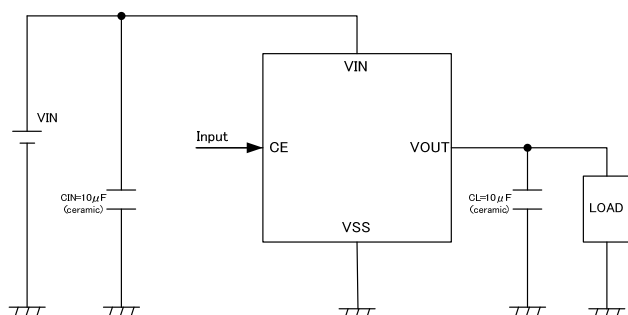 VIN
VIN
Input
CE
VOUT
CIN=10μF
(ceramic)
CL=10μF
(ceramic)
LOAD
VSS